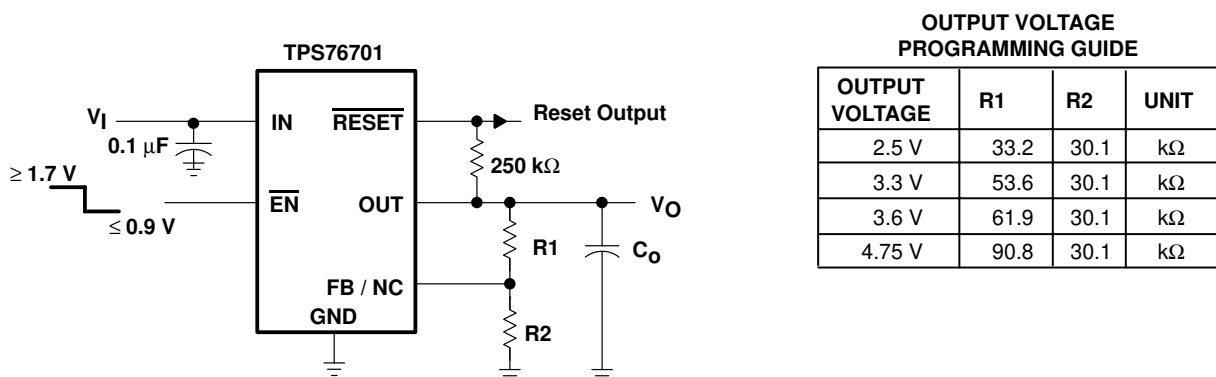 TPS76701
VI
IN
RESET
Reset Output
0.1 μF
250 kΩ
≥ 1.7 V
EN
OUT
VO
≤ 0.9 V
R1
Co
FB / NC
GND
R2
OUTPUT VOLTAGE
PROGRAMMING GUIDE
OUTPUT VOLTAGE R1 R2 UNIT
2.5 V 33.2 30.1 kΩ
3.3 V 53.6 30.1 kΩ
3.6 V 61.9 30.1 kΩ
4.75 V 90.8 30.1 kΩ